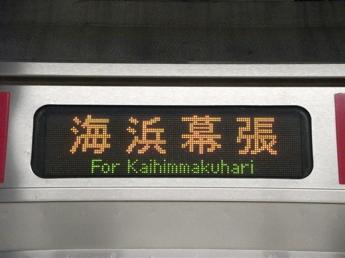 海浜幕張
For Kaihimmakuhari